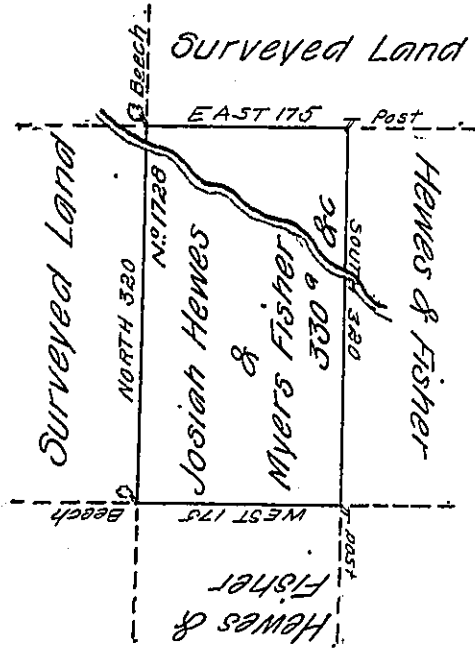 Surveyed Land
Beech
EAST 175
Post
Surveyed Land
NORTH 320
No. 1728
Josiah Hewes
&
Myers Fisher
330 a &c
SOUTH 320
Hewes & Fisher
Beech
WEST 175
Post
Hewes &
Fisher